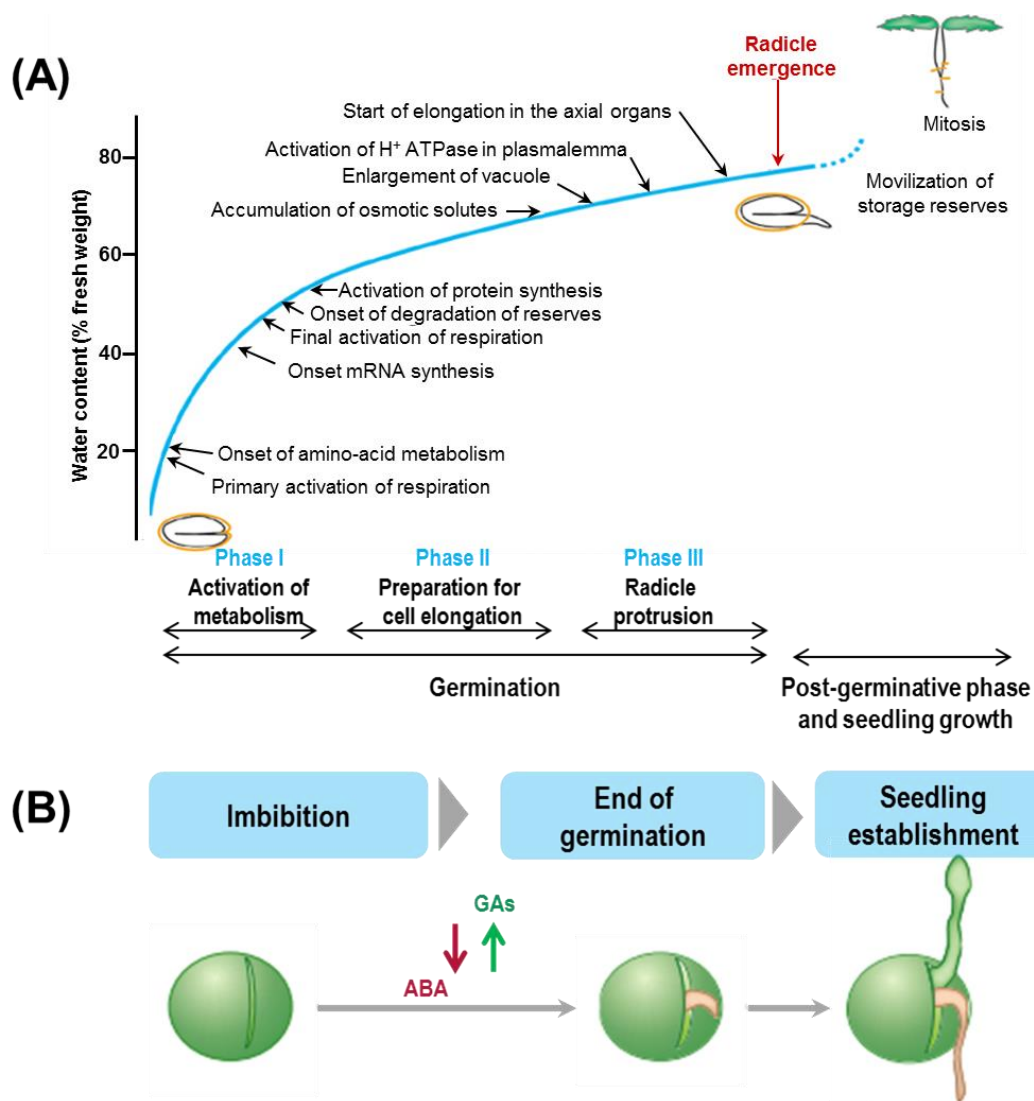 (A)
Radicle
emergence
Mitosis
Start of elongation in the axial organs
Activation of H⁺ ATPase in plasmalemma
Enlargement of vacuole
Accumulation of osmotic solutes
Movilization of
storage reserves
Water content (% fresh weight)
80
60
40
20
Activation of protein synthesis
Onset of degradation of reserves
Final activation of respiration
Onset mRNA synthesis
Onset of amino-acid metabolism
Primary activation of respiration
Phase I
Activation of
metabolism
Phase II
Preparation for
cell elongation
Phase III
Radicle
protrusion
Germination
Post-germinative phase
and seedling growth
(B)
Imbibition
End of
germination
Seedling
establishment
GAs
ABA